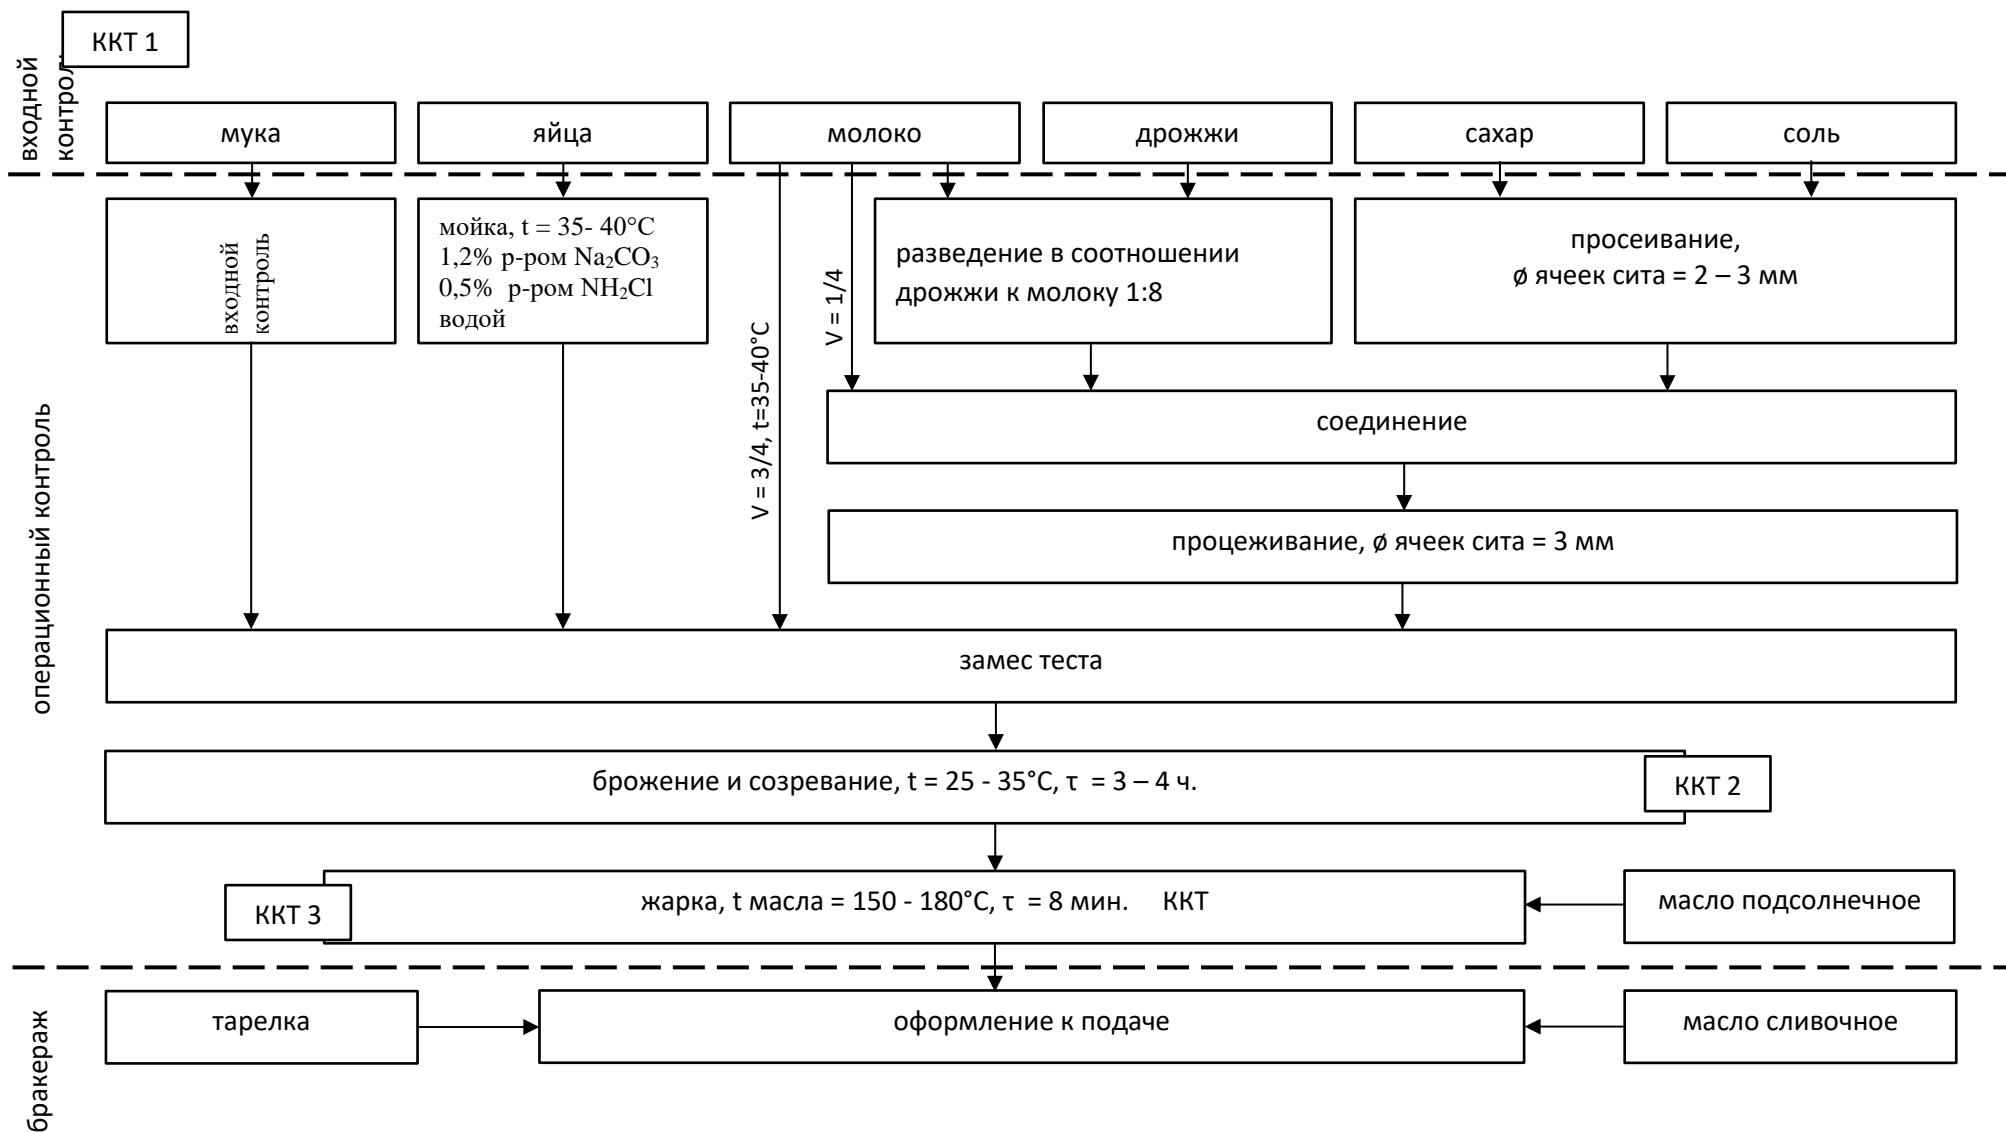 ККТ 1
входной
контроль
мука
яйца
молоко
дрожжи
сахар
соль
входной
контроль
мойка, t = 35- 40°С
1,2% р-ром Na₂CO₃
0,5% р-ром NH₂Cl
водой
V = 3/4, t=35-40°С
V = 1/4
разведение в соотношении
дрожжи к молоку 1:8
просеивание,
ø ячеек сита = 2 – 3 мм
соединение
процеживание, ø ячеек сита = 3 мм
операционный контроль
замес теста
брожение и созревание, t = 25 - 35°С, τ = 3 – 4 ч.
ККТ 2
ККТ 3
жарка, t масла = 150 - 180°С, τ = 8 мин. ККТ
масло подсолнечное
бракераж
тарелка
оформление к подаче
масло сливочное